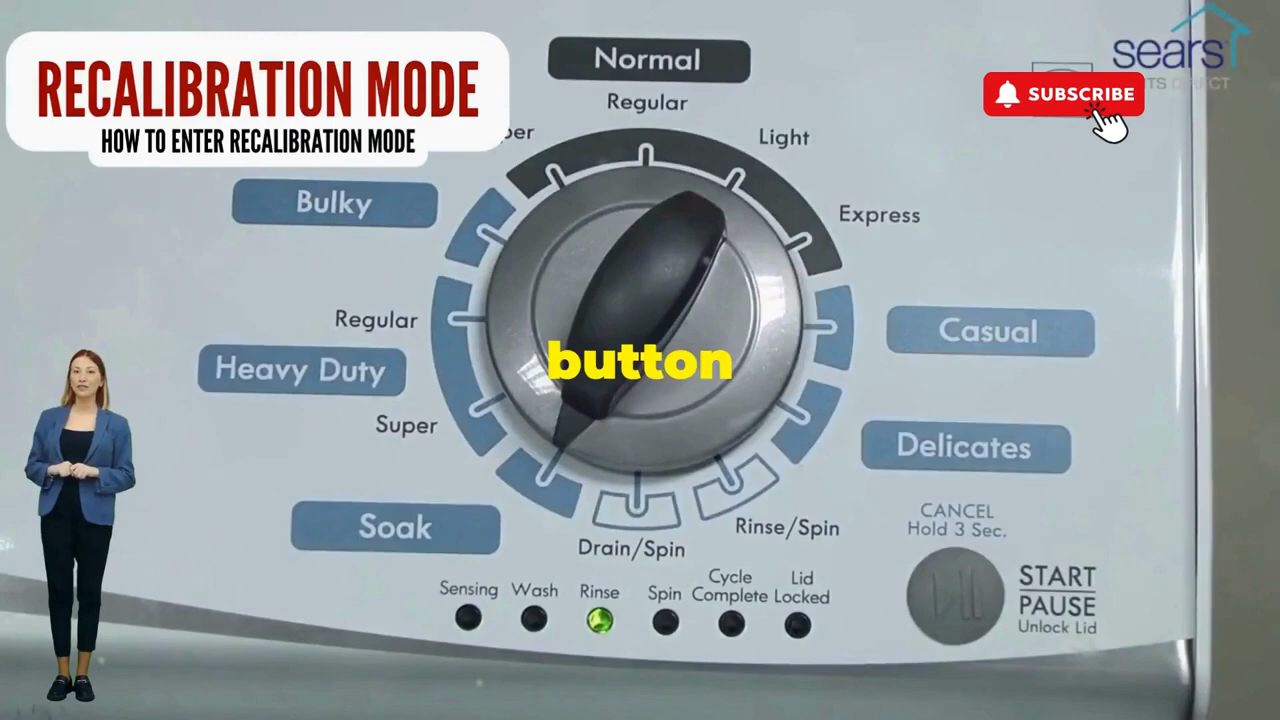 RECALIBRATION MODE
HOW TO ENTER RECALIBRATION MODE
sears
DIRECT
SUBSCRIBE
Normal
Regular
Light
Express
Bulky
Regular
Heavy Duty
Super
Soak
Casual
Delicates
button
Rinse/Spin
Drain/Spin
CANCEL
Hold 3 Sec.
START
PAUSE
Unlock Lid
Sensing
Wash
Rinse
Spin
Cycle
Complete
Lid
Locked